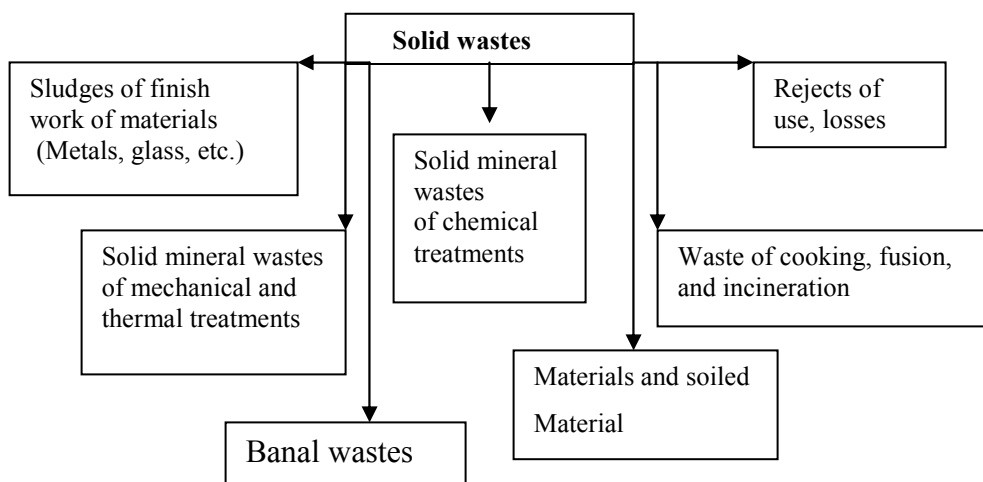 Solid wastes
Sludges of finish
work of materials
(Metals, glass, etc.)
Rejects of
use, losses
Solid mineral
wastes
of chemical
treatments
Solid mineral wastes
of mechanical and
thermal treatments
Waste of cooking, fusion,
and incineration
Materials and soiled
Material
Banal wastes